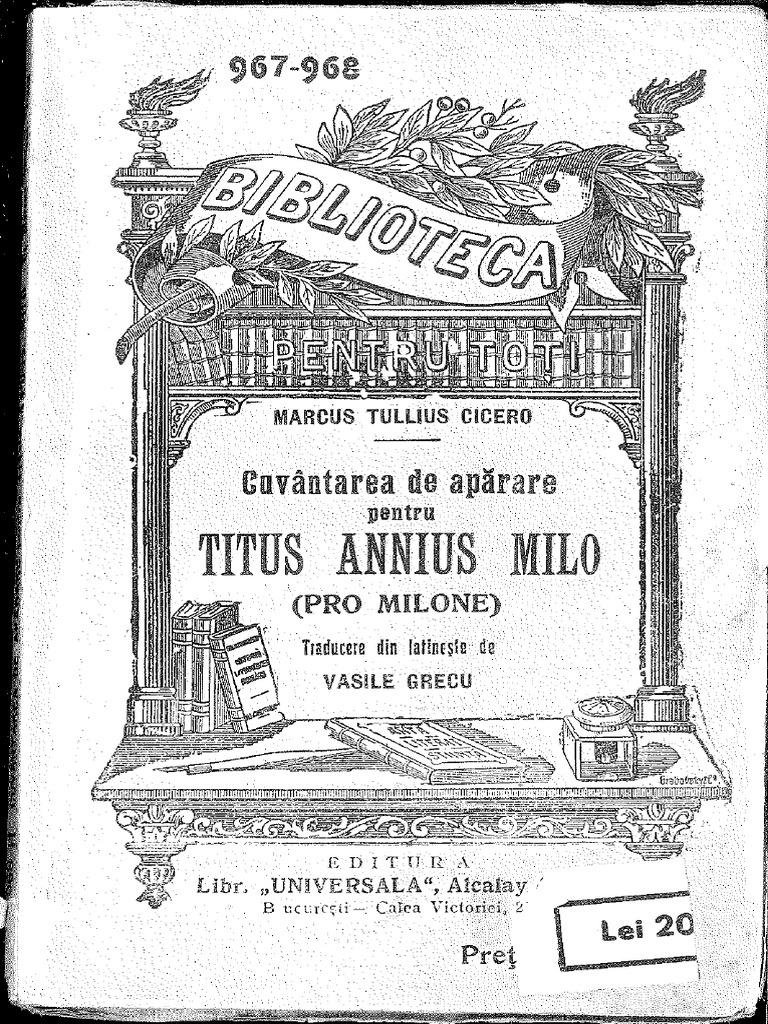 967-968
BIBLIOTECA
PENTRU TOȚI
MARCUS TULLIUS CICERO
Cuvântarea de apărare
pentru
TITUS ANNIUS MILO
(PRO MILONE)
Traducere din latinește de
VASILE GRECU
EDITURA
Libr. „UNIVERSALA“, Alcalay
București — Calea Victoriei, 2
Lei 20
Preț